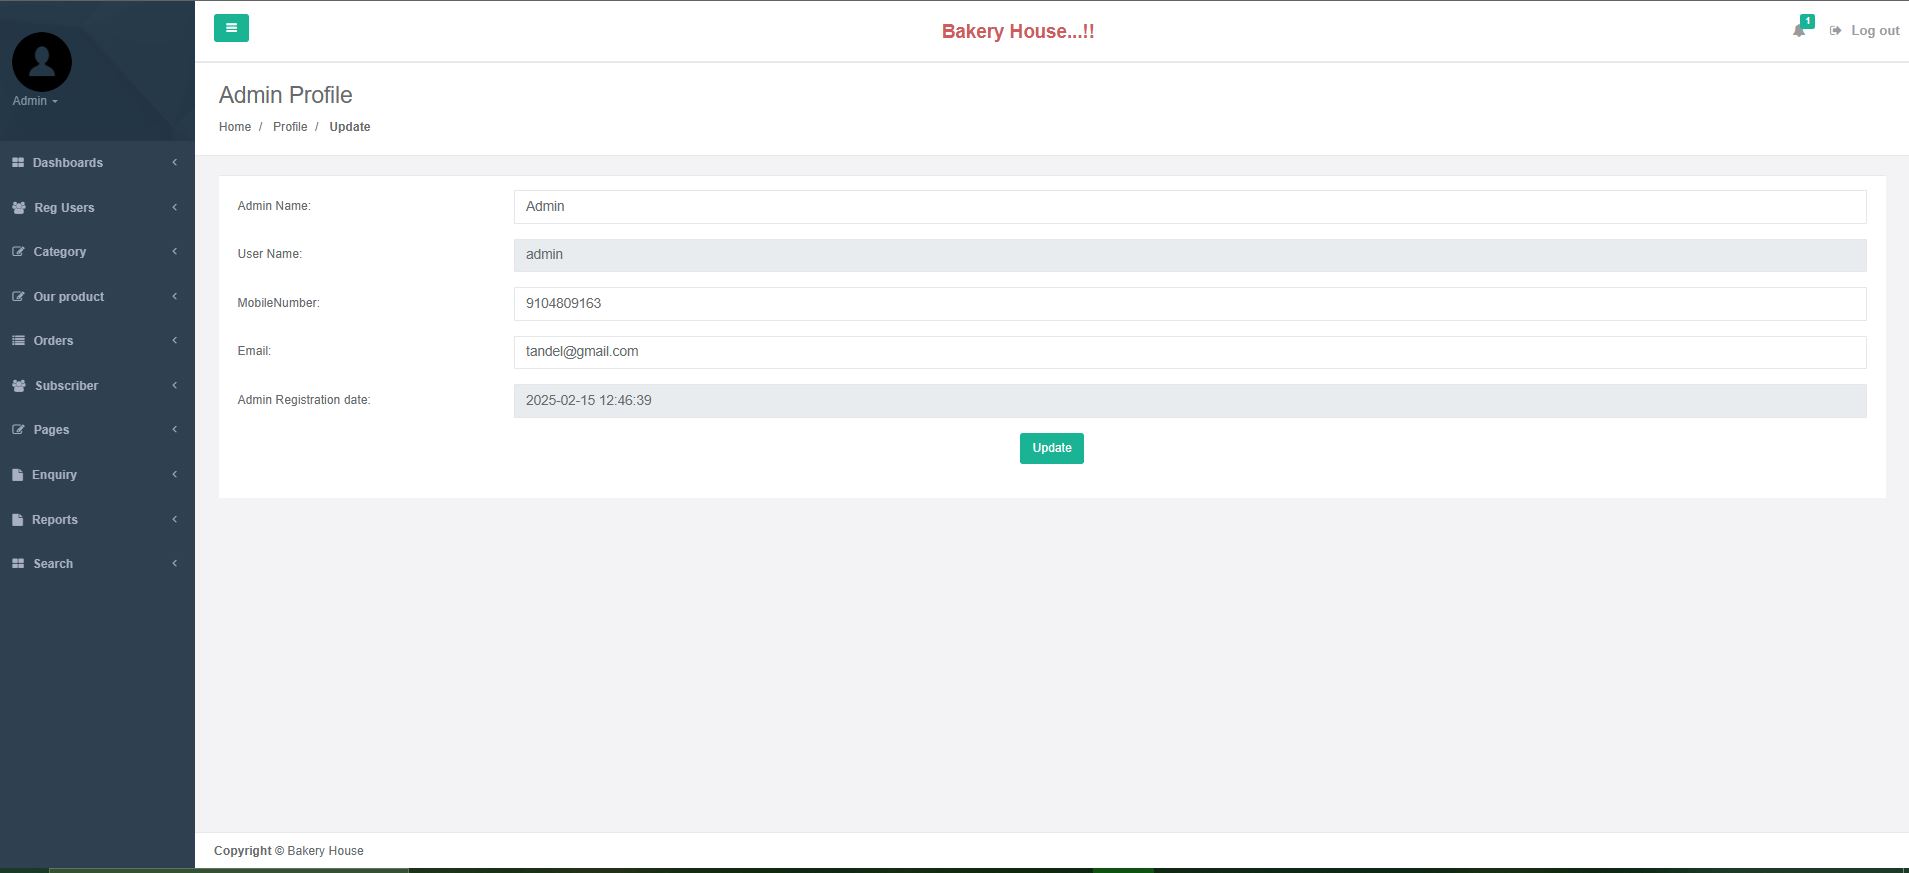 Bakery House...!!
1
Log out
Admin
Dashboards
Reg Users
Category
Our product
Orders
Subscriber
Pages
Enquiry
Reports
Search
Admin Profile
Home / Profile / Update
Admin Name: Admin
User Name: admin
MobileNumber: 9104809163
Email: tandel@gmail.com
Admin Registration date: 2025-02-15 12:46:39
Update
Copyright © Bakery House